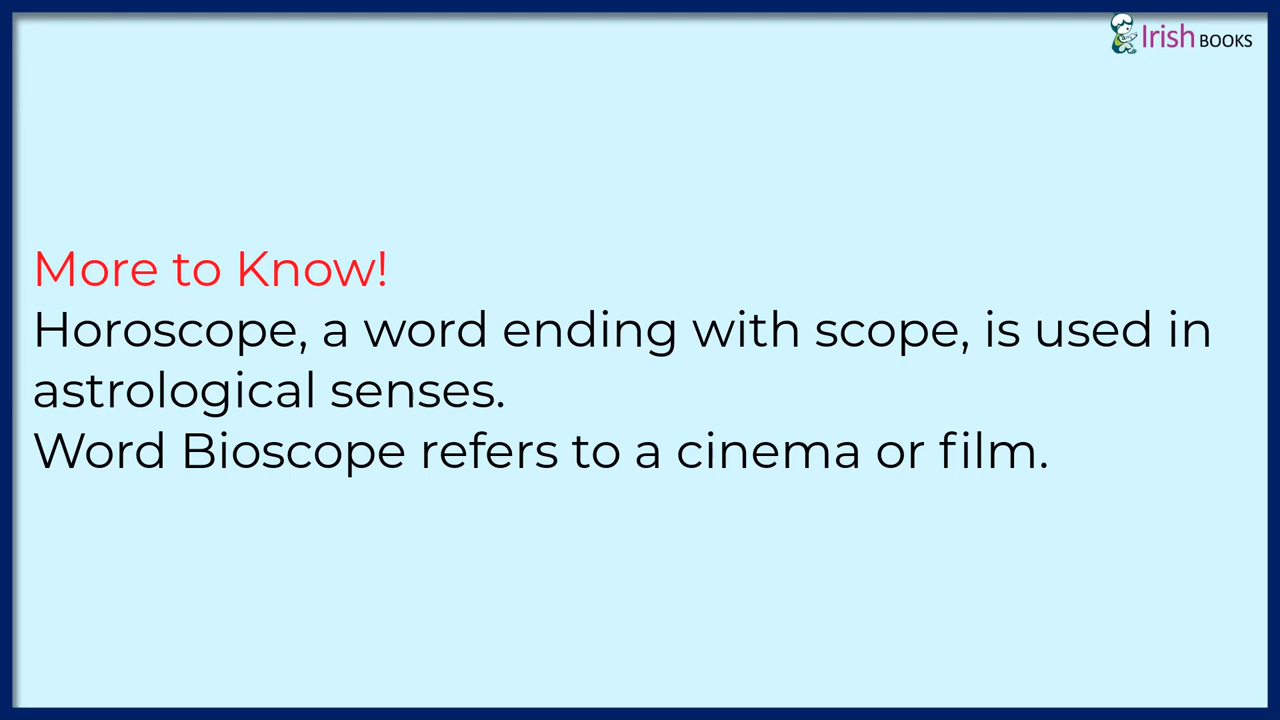 Irish BOOKS
More to Know!
Horoscope, a word ending with scope, is used in
astrological senses.
Word Bioscope refers to a cinema or film.